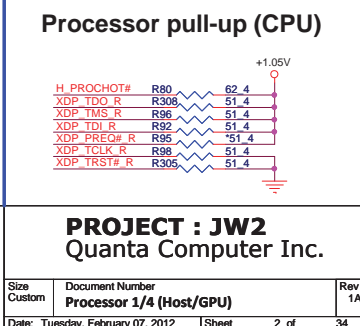 Processor pull-up (CPU)
+1.05V
H_PROCHOT# R80 62_4
XDP_TDO_R R308 51_4
XDP_TMS_R R96 51_4
XDP_TDI_R R92 51_4
XDP_PREQ#_R R95 *51_4
XDP_TCLK_R R98 51_4
XDP_TRST#_R R305 51_4
PROJECT : JW2
Quanta Computer Inc.
Size Document Number Rev
Custom Processor 1/4 (Host/GPU) 1A
Date: Tuesday, February 07, 2012 Sheet 2 of 34